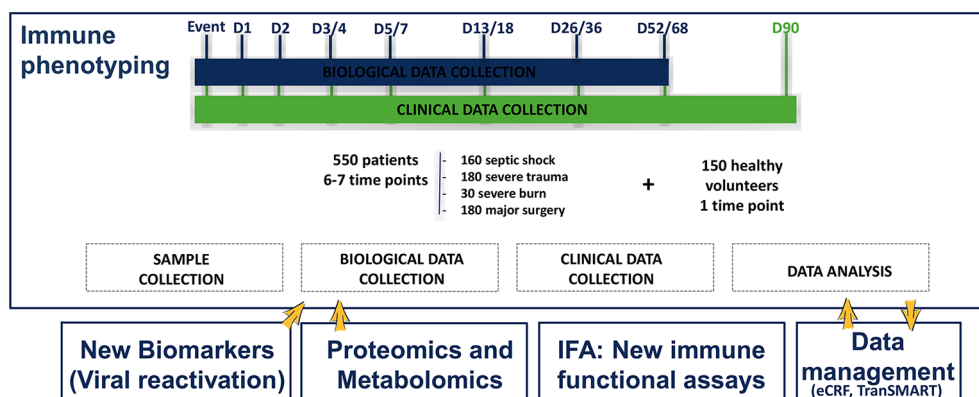 Immune
phenotyping
Event D1 D2 D3/4 D5/7 D13/18 D26/36 D52/68 D90
BIOLOGICAL DATA COLLECTION
CLINICAL DATA COLLECTION
550 patients
6-7 time points
- 160 septic shock
- 180 severe trauma
- 30 severe burn
- 180 major surgery
+
150 healthy
volunteers
1 time point
SAMPLE
COLLECTION
BIOLOGICAL DATA
COLLECTION
CLINICAL DATA
COLLECTION
DATA ANALYSIS
New Biomarkers
(Viral reactivation)
Proteomics and
Metabolomics
IFA: New immune
functional assays
Data
management
(eCRF, TranSMART)